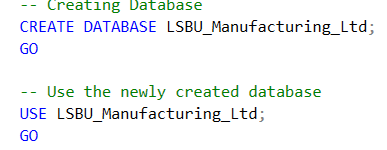 -- Creating Database
CREATE DATABASE LSBU_Manufacturing_Ltd;
GO
-- Use the newly created database
USE LSBU_Manufacturing_Ltd;
GO